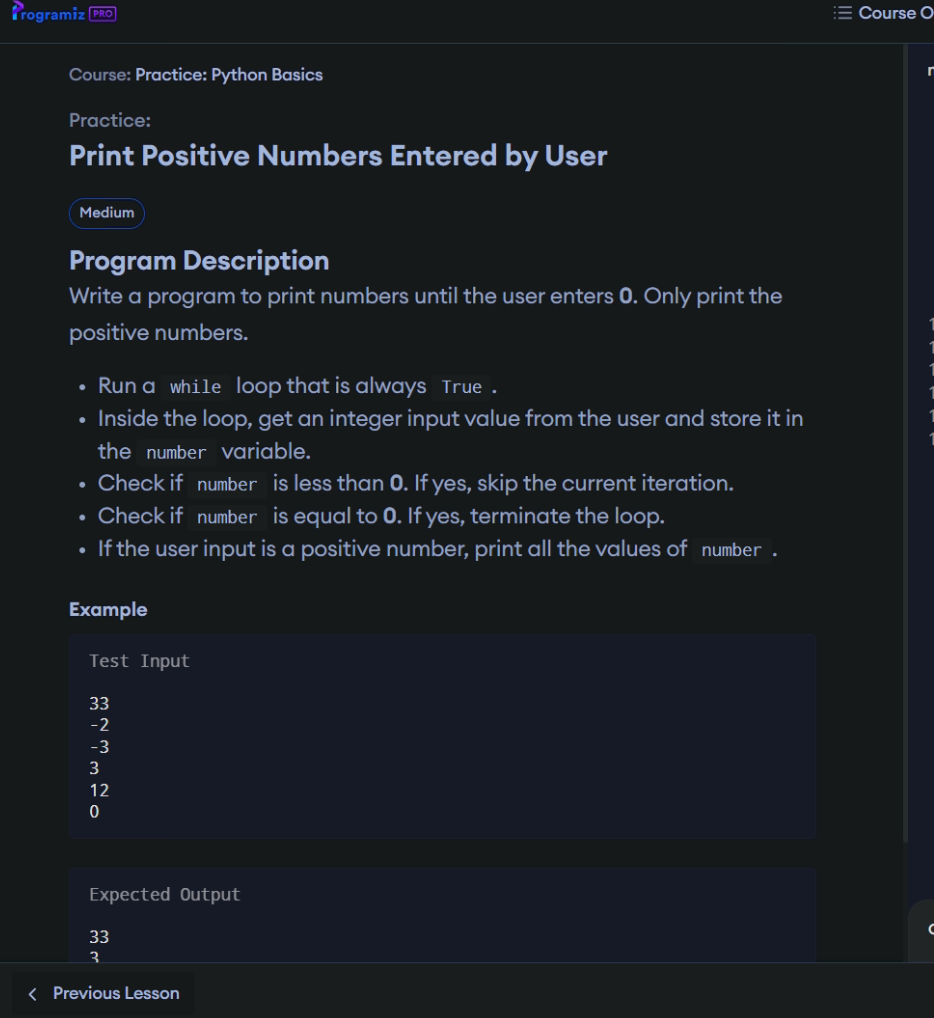 Programiz PRO
Course O
Course: Practice: Python Basics
Practice:
Print Positive Numbers Entered by User
Medium
Program Description
Write a program to print numbers until the user enters 0. Only print the
positive numbers.
• Run a while loop that is always True .
• Inside the loop, get an integer input value from the user and store it in
the number variable.
• Check if number is less than 0. If yes, skip the current iteration.
• Check if number is equal to 0. If yes, terminate the loop.
• If the user input is a positive number, print all the values of number .
Example
Test Input
33
-2
-3
3
12
0
Expected Output
33
3
Previous Lesson